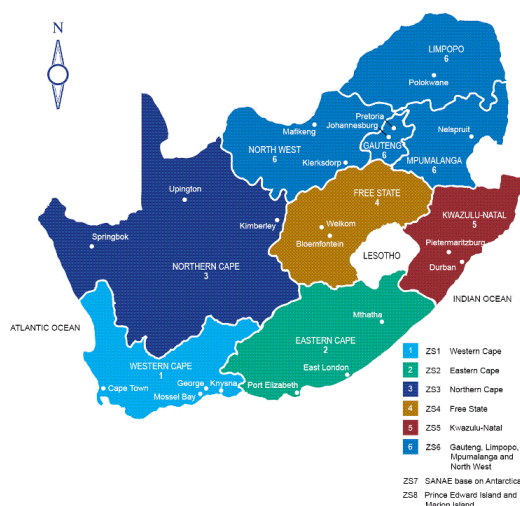 N
LIMPOPO
6
Polokwane
Pretoria
Johannesburg
Mafikeng
Nelspruit
GAUTENG
6
NORTH WEST
6
MPUMALANGA
6
Klerksdorp
FREE STATE
4
Upington
KWAZULU-NATAL
5
Kimberley
Welkom
Bloemfontein
Springbok
Pietermaritzburg
LESOTHO
Durban
NORTHERN CAPE
3
INDIAN OCEAN
Mthatha
ATLANTIC OCEAN
EASTERN CAPE
2
WESTERN CAPE
1
East London
Cape Town
George
Knysna
Port Elizabeth
Mossel Bay
1 ZS1 Western Cape
2 ZS2 Eastern Cape
3 ZS3 Northern Cape
4 ZS4 Free State
5 ZS5 Kwazulu-Natal
6 ZS6 Gauteng, Limpopo,
Mpumalanga and
North West
ZS7 SANAE base on Antarctica
ZS8 Prince Edward Island and
Marion Island